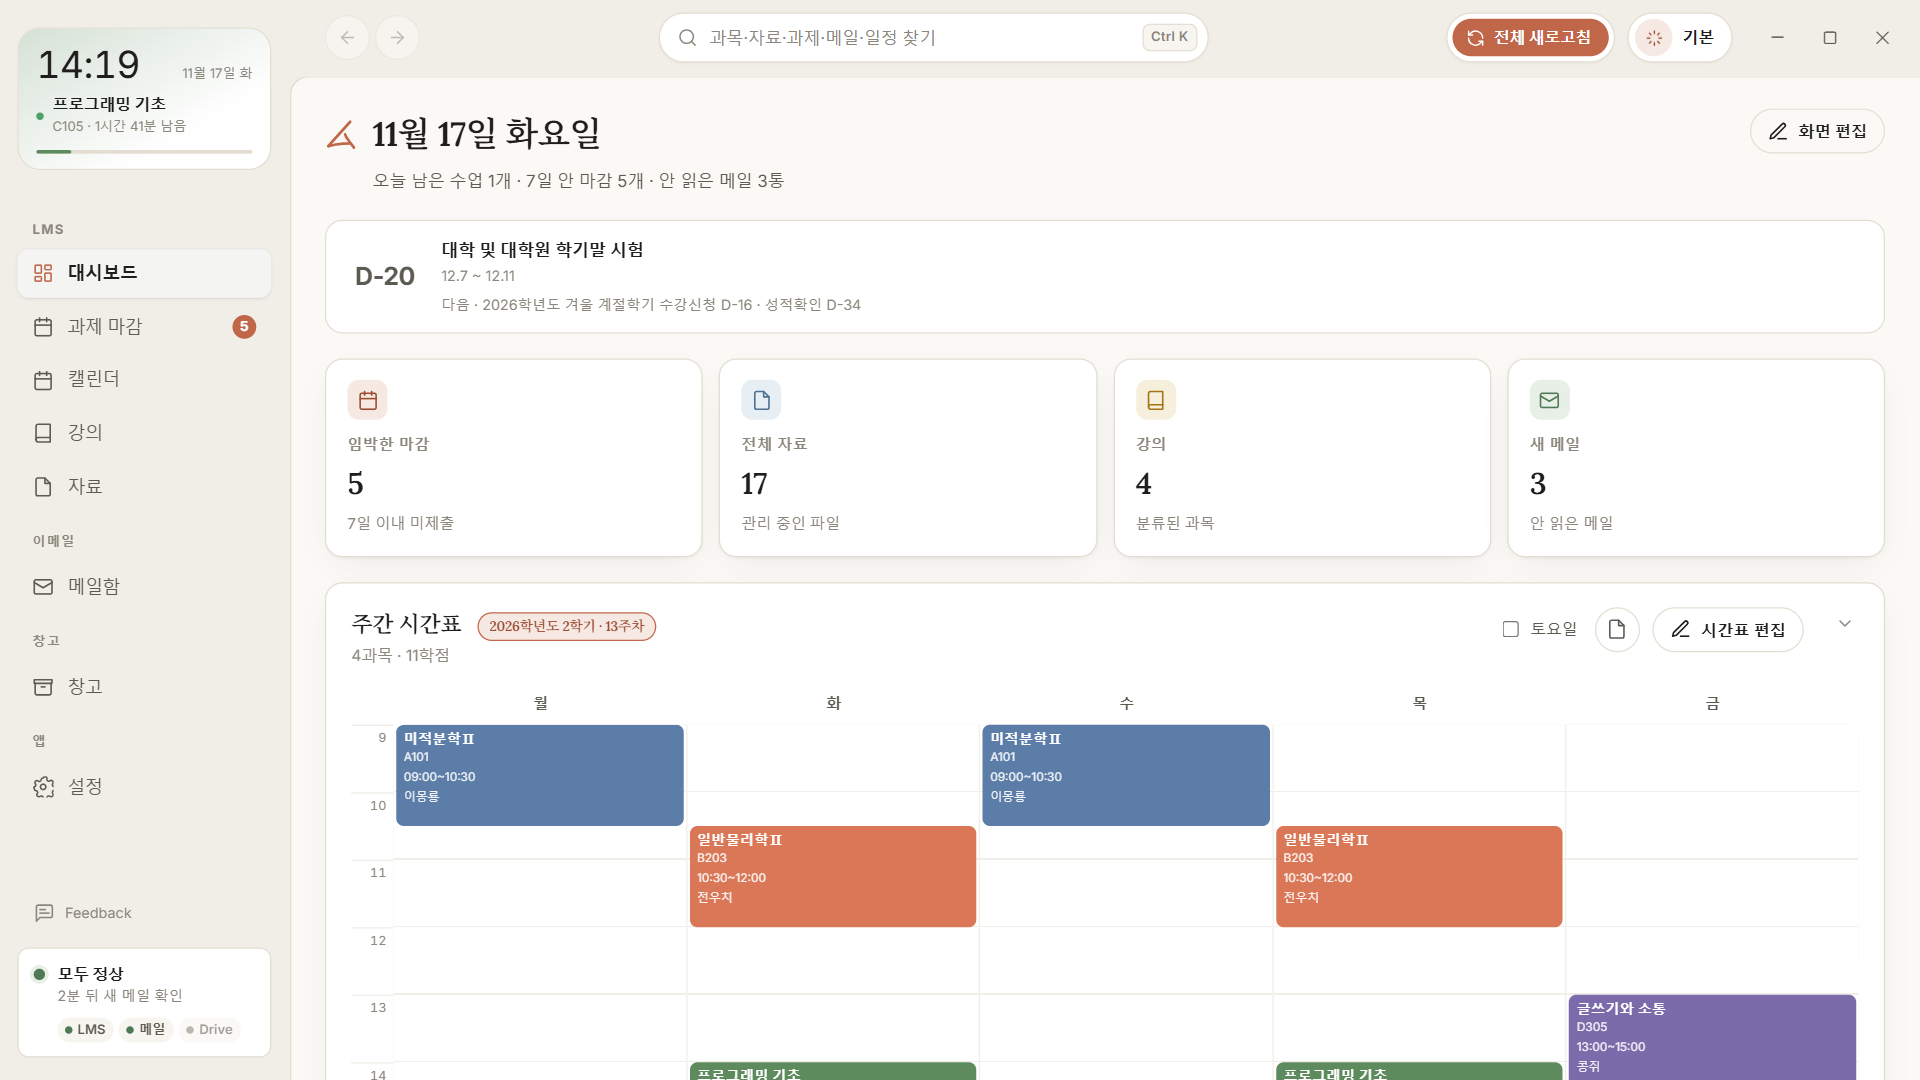 14:19
11월 17일 화
프로그래밍 기초
C105 · 1시간 41분 남음
LMS
대시보드
과제 마감
5
캘린더
강의
자료
이메일
메일함
창고
창고
앱
설정
Feedback
모두 정상
2분 뒤 새 메일 확인
LMS
메일
Drive
과목·자료·과제·메일·일정 찾기
Ctrl K
전체 새로고침
기본
11월 17일 화요일
오늘 남은 수업 1개 · 7일 안 마감 5개 · 안 읽은 메일 3통
화면 편집
D-20
대학 및 대학원 학기말 시험
12.7 ~ 12.11
다음 · 2026학년도 겨울 계절학기 수강신청 D-16 · 성적확인 D-34
임박한 마감
5
7일 이내 미제출
전체 자료
17
관리 중인 파일
강의
4
분류된 과목
새 메일
3
안 읽은 메일
주간 시간표
2026학년도 2학기 · 13주차
4과목 · 11학점
토요일
시간표 편집
월
화
수
목
금
9
10
11
12
13
14
미적분학Ⅱ
A101
09:00~10:30
이몽룡
일반물리학Ⅱ
B203
10:30~12:00
전우치
프로그래밍 기초
미적분학Ⅱ
A101
09:00~10:30
이몽룡
일반물리학Ⅱ
B203
10:30~12:00
전우치
프로그래밍 기초
글쓰기와 소통
D305
13:00~15:00
콩쥐